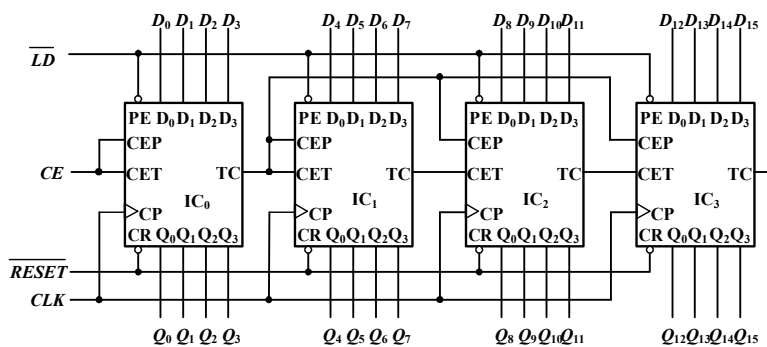 D0 D1 D2 D3 D4 D5 D6 D7 D8 D9 D10 D11 D12 D13 D14 D15
LD
PE D0 D1 D2 D3 PE D0 D1 D2 D3 PE D0 D1 D2 D3 PE D0 D1 D2 D3
CEP CEP CEP CEP
CE CET TC CET TC CET TC CET TC
IC0 IC1 IC2 IC3
CP CP CP CP
CR Q0 Q1 Q2 Q3 CR Q0 Q1 Q2 Q3 CR Q0 Q1 Q2 Q3 CR Q0 Q1 Q2 Q3
RESET
CLK
Q0 Q1 Q2 Q3 Q4 Q5 Q6 Q7 Q8 Q9 Q10 Q11 Q12 Q13 Q14 Q15